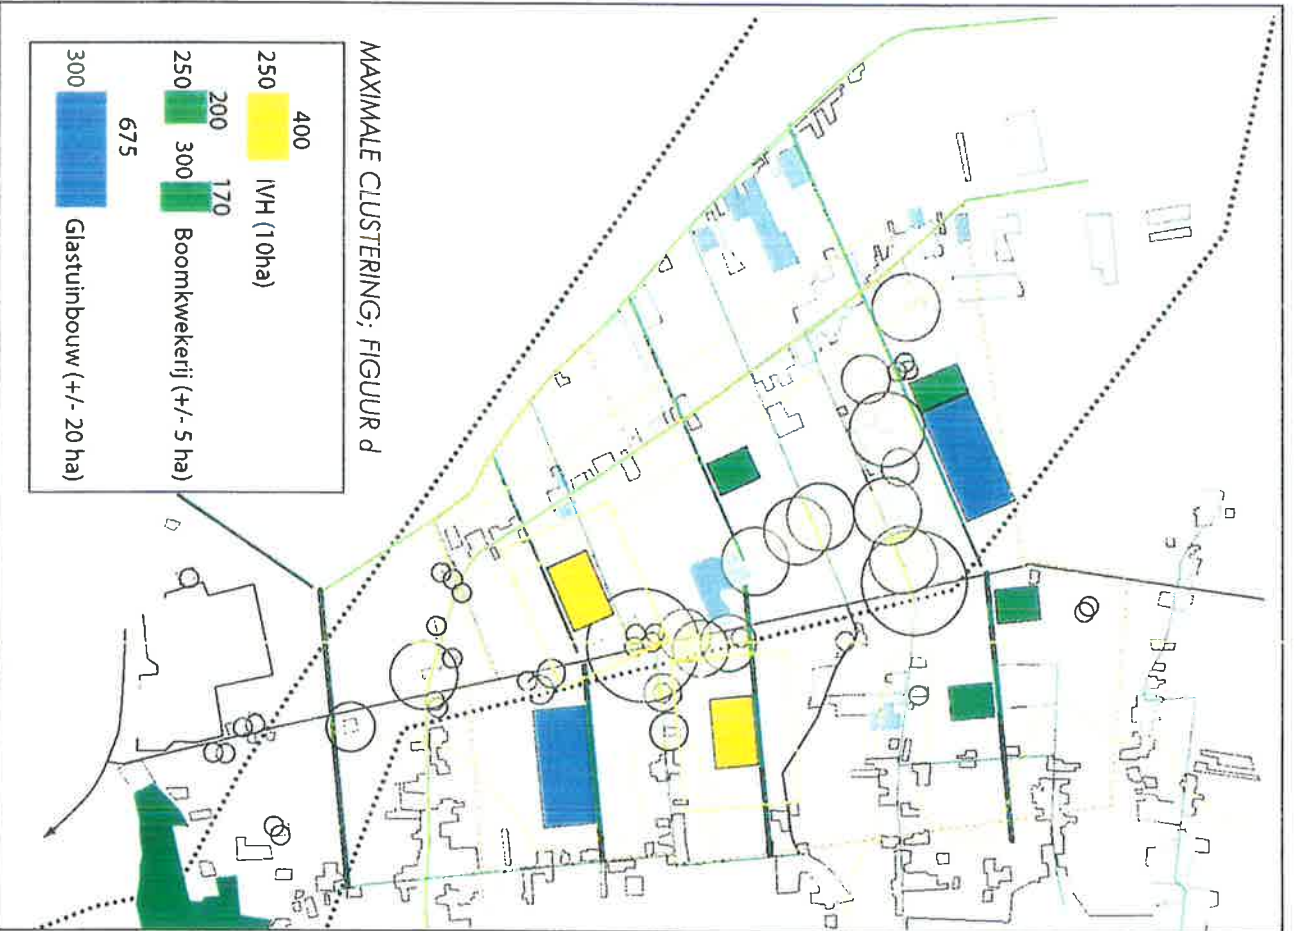 MAXIMALE CLUSTERING; FIGUUR d
400
250 IVH (10ha)
200 170
250 300 Boomkwekerij (+/- 5 ha)
675
300 Glastuinbouw (+/- 20 ha)